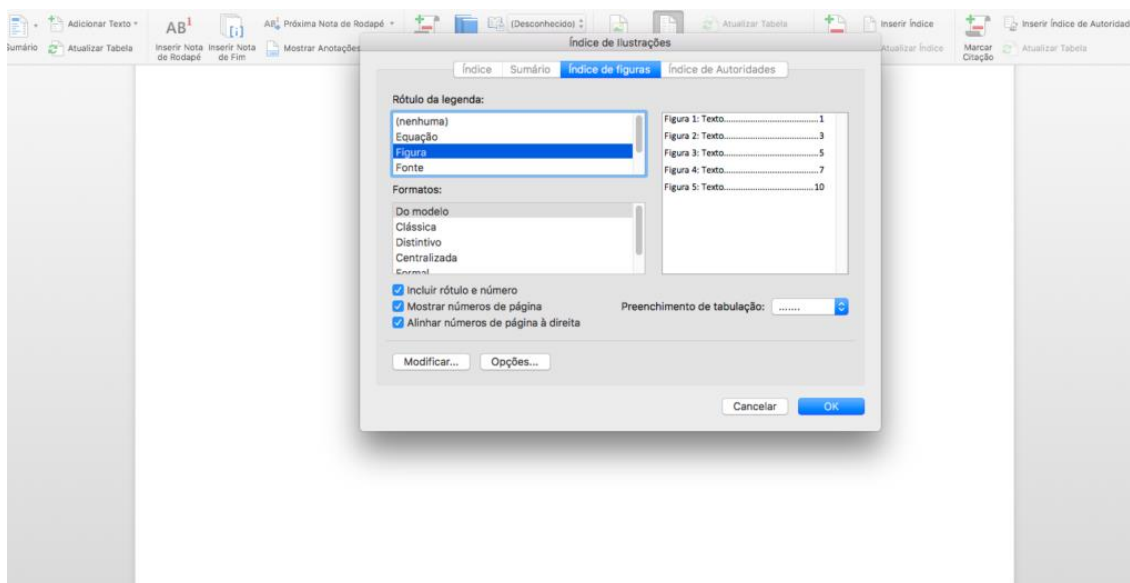 Adicionar Texto
AB¹
[i]
AB Próxima Nota de Rodapé
(Desconhecido)
Atualizar Tabela
Inserir Índice
Inserir Índice de Autoridad
Sumário
Atualizar Tabela
Inserir Nota de Rodapé
Inserir Nota de Fim
Mostrar Anotações
Atualizar Índice
Marcar Citação
Atualizar Tabela
Índice de Ilustrações
Índice
Sumário
Índice de figuras
Índice de Autoridades
Rótulo da legenda:
(nenhuma)
Equação
Figura
Fonte
Figura 1: Texto.......................................1
Figura 2: Texto.......................................3
Figura 3: Texto.......................................5
Figura 4: Texto.......................................7
Figura 5: Texto.....................................10
Formatos:
Do modelo
Clássica
Distintivo
Centralizada
Formal
Incluir rótulo e número
Mostrar números de página
Alinhar números de página à direita
Preenchimento de tabulação: .......
Modificar...
Opções...
Cancelar
OK